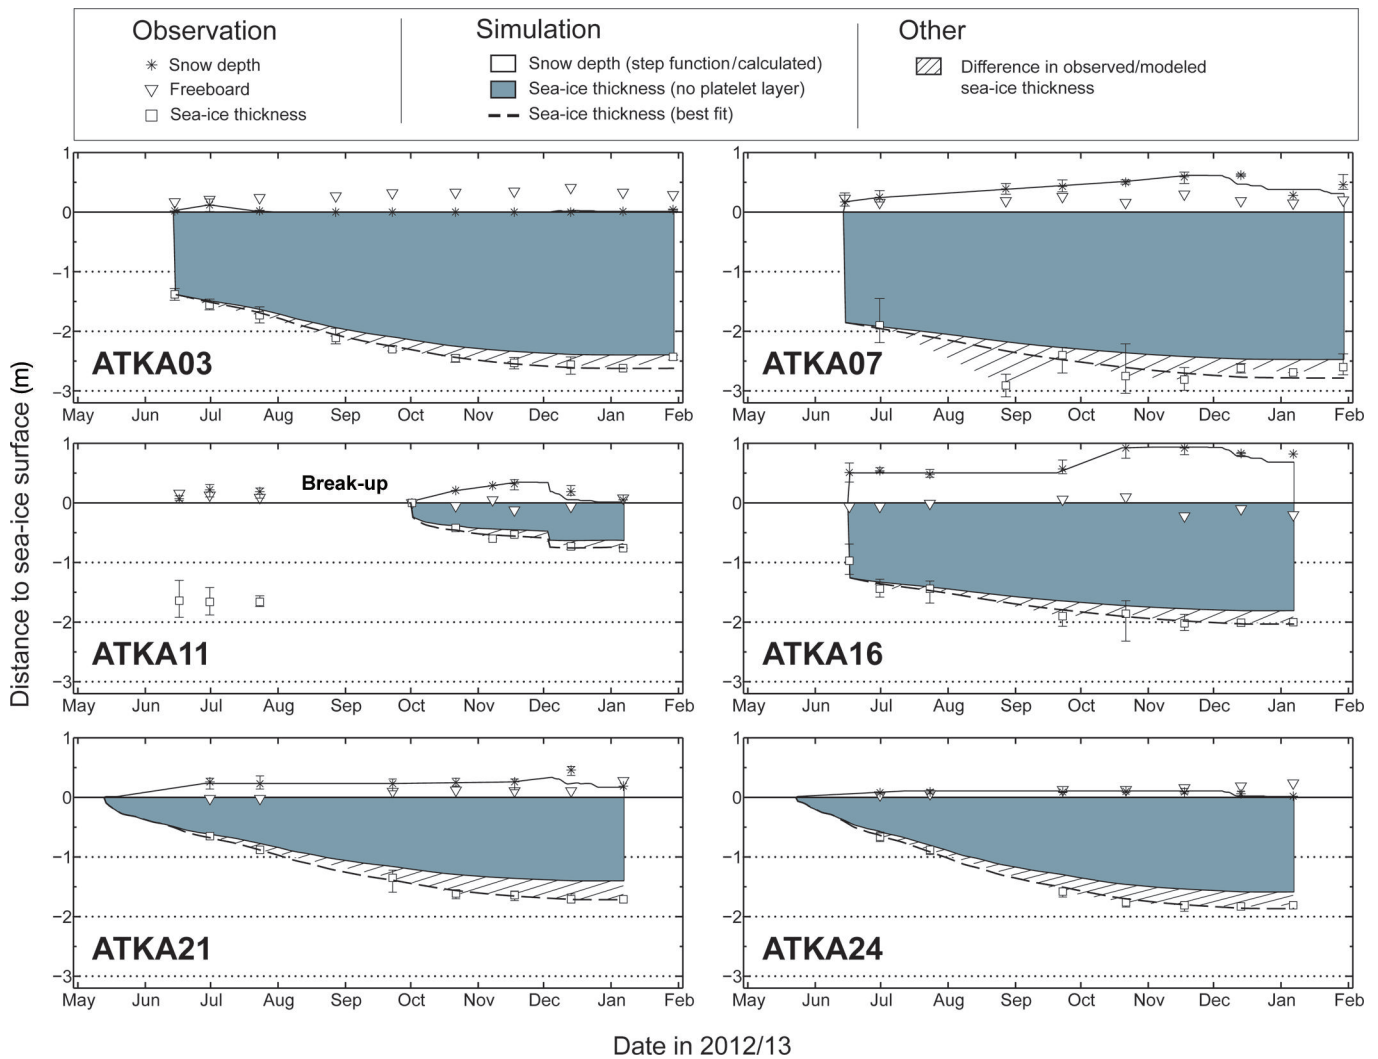 Observation
Snow depth
Freeboard
Sea-ice thickness
Simulation
Snow depth (step function/calculated)
Sea-ice thickness (no platelet layer)
Sea-ice thickness (best fit)
Other
Difference in observed/modeled
sea-ice thickness
Distance to sea-ice surface (m)
1
0
−1
−2
−3
ATKA03
May Jun Jul Aug Sep Oct Nov Dec Jan Feb
1
0
−1
−2
−3
ATKA07
May Jun Jul Aug Sep Oct Nov Dec Jan Feb
1
0
−1
−2
−3
Break-up
ATKA11
May Jun Jul Aug Sep Oct Nov Dec Jan Feb
1
0
−1
−2
−3
ATKA16
May Jun Jul Aug Sep Oct Nov Dec Jan Feb
1
0
−1
−2
−3
ATKA21
May Jun Jul Aug Sep Oct Nov Dec Jan Feb
1
0
−1
−2
−3
ATKA24
May Jun Jul Aug Sep Oct Nov Dec Jan Feb
Date in 2012/13